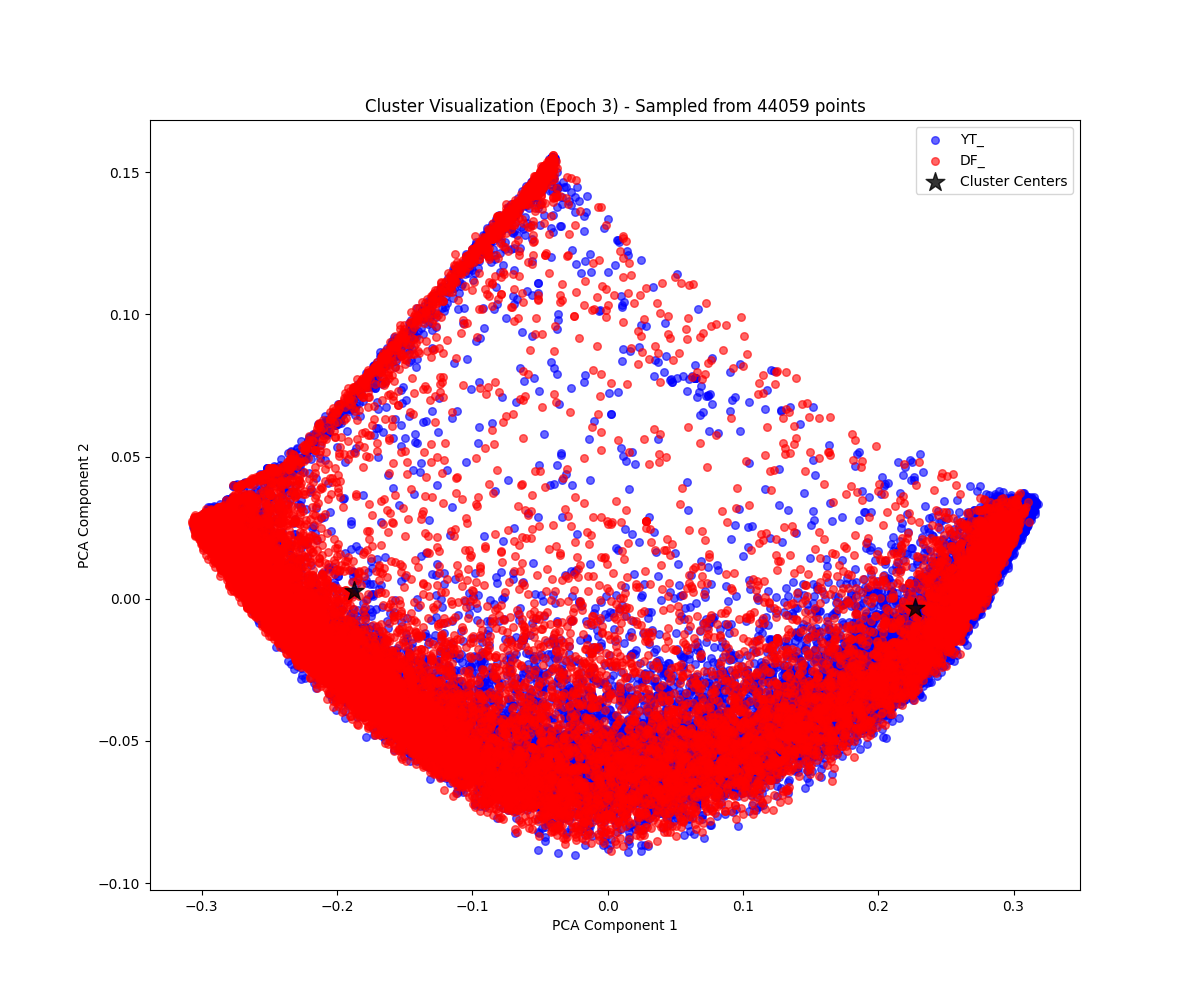 Cluster Visualization (Epoch 3) - Sampled from 44059 points
YT_
DF_
Cluster Centers
PCA Component 2
0.15
0.10
0.05
0.00
−0.05
−0.10
−0.3
−0.2
−0.1
0.0
0.1
0.2
0.3
PCA Component 1